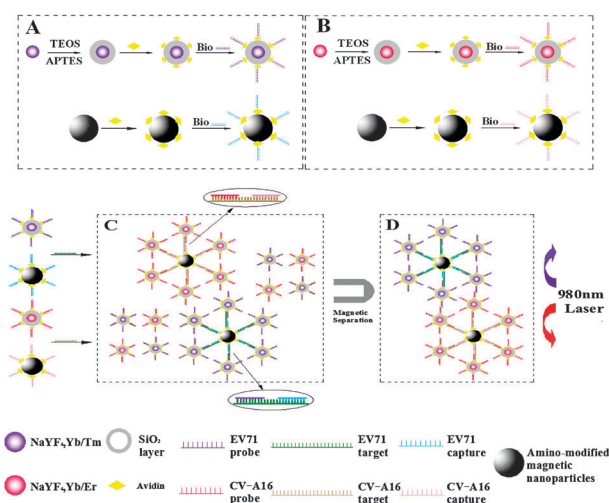 A
TEOS
APTES
Bio
Bio
B
TEOS
APTES
Bio
Bio
C
Magnetic
Separation
D
980nm
Laser
NaYF₄Yb/Tm
SiO₂
layer
EV71
probe
EV71
target
EV71
capture
Amino-modified
magnetic
nanoparticles
NaYF₄Yb/Er
Avidin
CV-A16
probe
CV-A16
target
CV-A16
capture